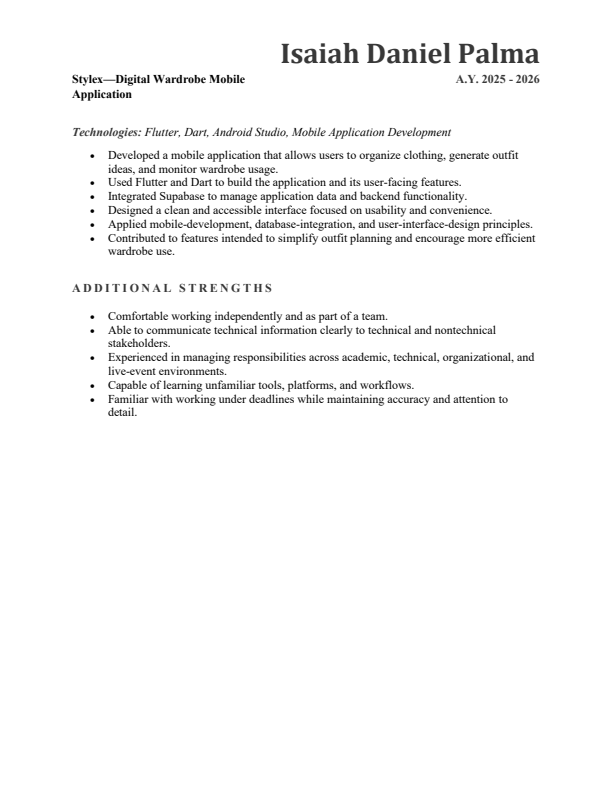 Isaiah Daniel Palma
Stylex—Digital Wardrobe Mobile Application A.Y. 2025 - 2026
Technologies: Flutter, Dart, Android Studio, Mobile Application Development
• Developed a mobile application that allows users to organize clothing, generate outfit
ideas, and monitor wardrobe usage.
• Used Flutter and Dart to build the application and its user-facing features.
• Integrated Supabase to manage application data and backend functionality.
• Designed a clean and accessible interface focused on usability and convenience.
• Applied mobile-development, database-integration, and user-interface-design principles.
• Contributed to features intended to simplify outfit planning and encourage more efficient
wardrobe use.
ADDITIONAL STRENGTHS
• Comfortable working independently and as part of a team.
• Able to communicate technical information clearly to technical and nontechnical
stakeholders.
• Experienced in managing responsibilities across academic, technical, organizational, and
live-event environments.
• Capable of learning unfamiliar tools, platforms, and workflows.
• Familiar with working under deadlines while maintaining accuracy and attention to
detail.